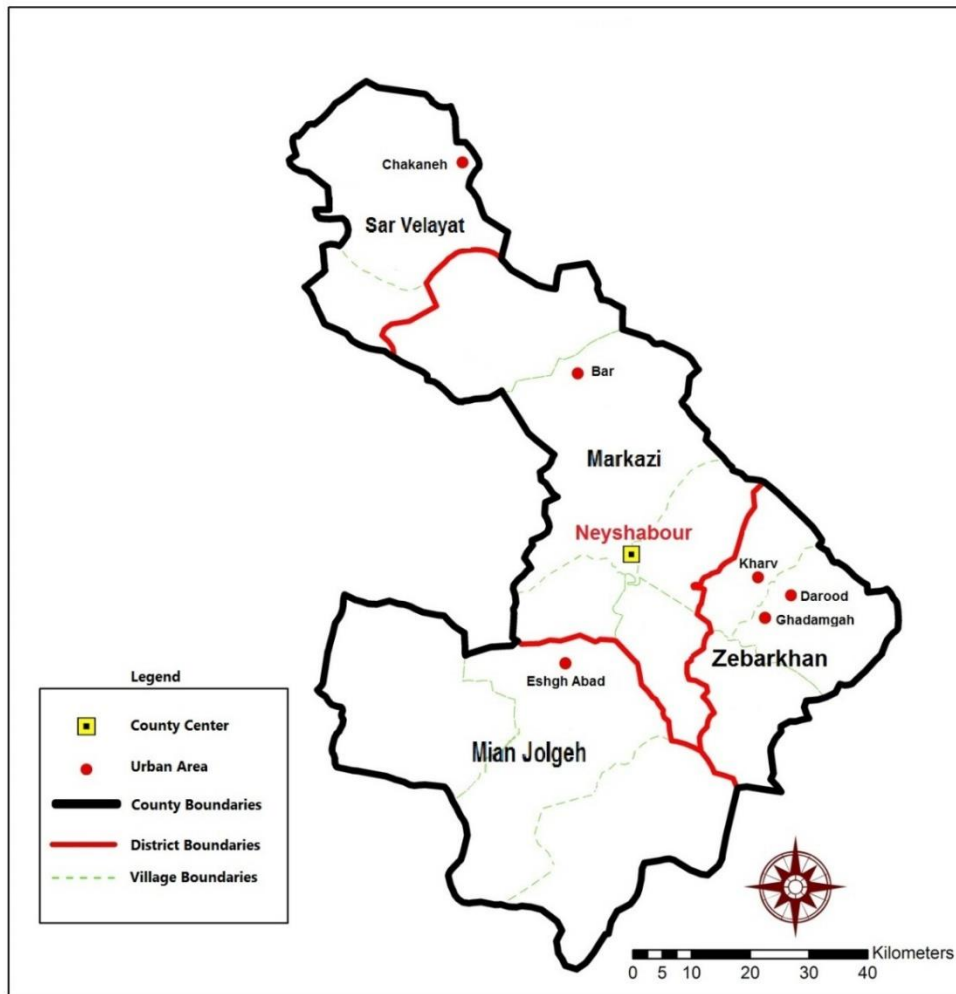 Chakaneh
Sar Velayat
Bar
Markazi
Neyshabour
Kharv
Darood
Ghadamgah
Zebarkhan
Eshgh Abad
Mian Jolgeh
Legend
County Center
Urban Area
County Boundaries
District Boundaries
Village Boundaries
Kilometers
0 5 10 20 30 40